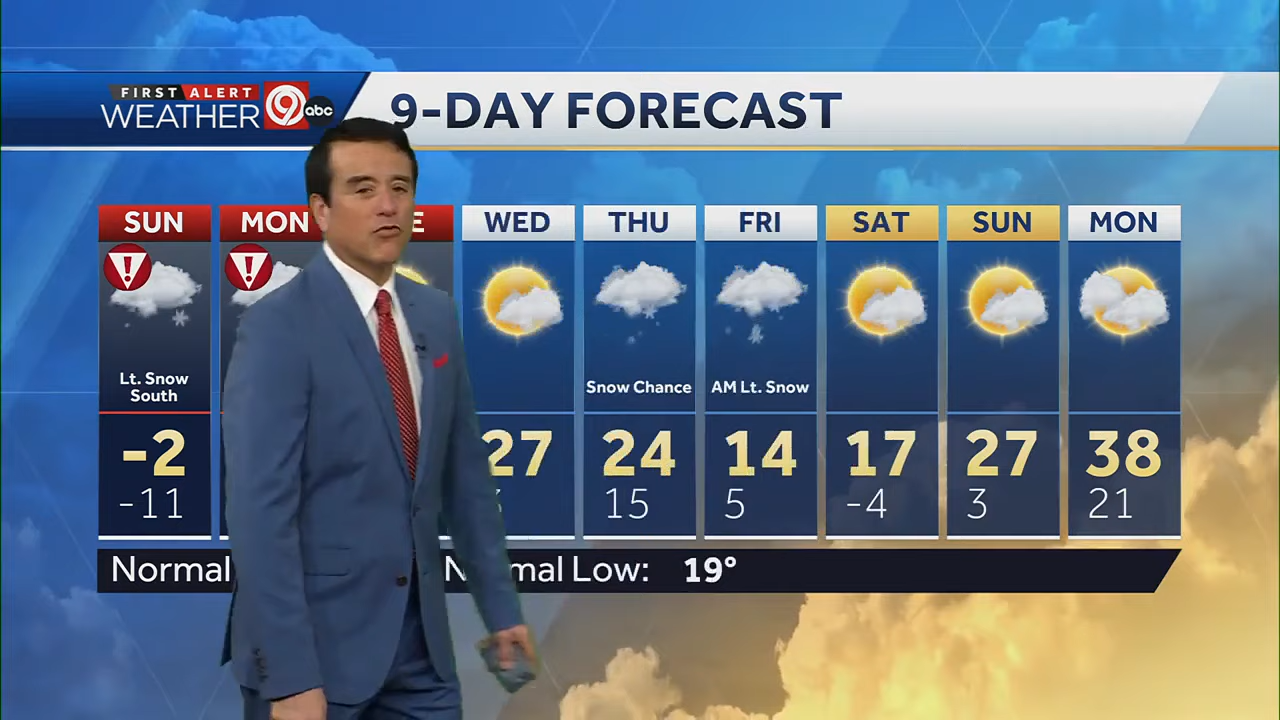 FIRST ALERT
WEATHER 9 abc
9-DAY FORECAST
SUN MON E WED THU FRI SAT SUN MON
! !
Lt. Snow
South
Snow Chance
AM Lt. Snow
-2 27 24 14 17 27 38
-11 15 5 -4 3 21
Normal Low: 19°